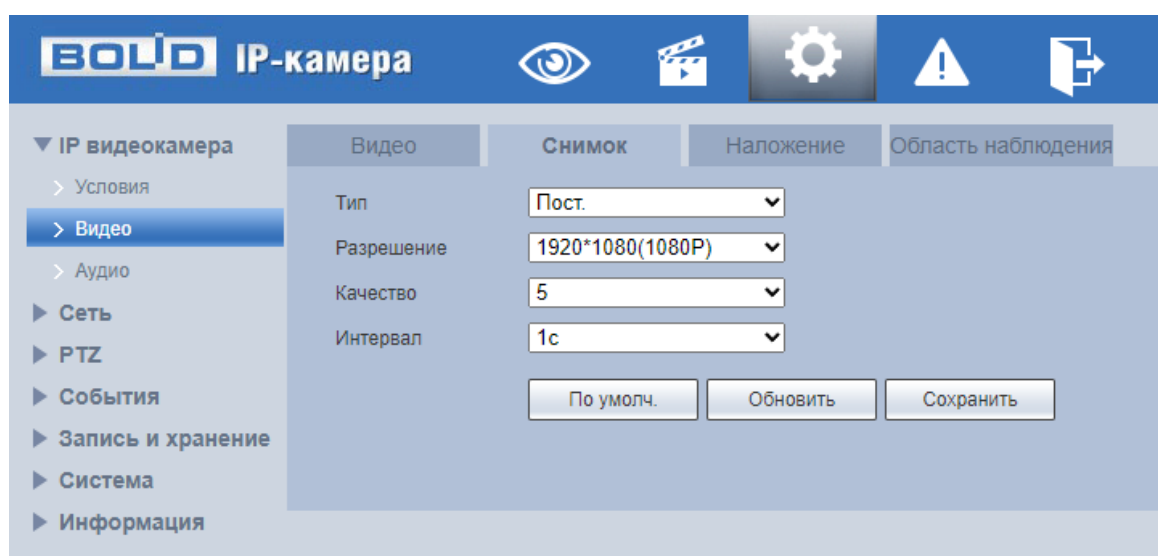 BOLID IP-камера
IP видеокамера
Условия
Видео
Аудио
Сеть
PTZ
События
Запись и хранение
Система
Информация
Видео Снимок Наложение Область наблюдения
Тип Пост.
Разрешение 1920*1080(1080P)
Качество 5
Интервал 1с
По умолч. Обновить Сохранить